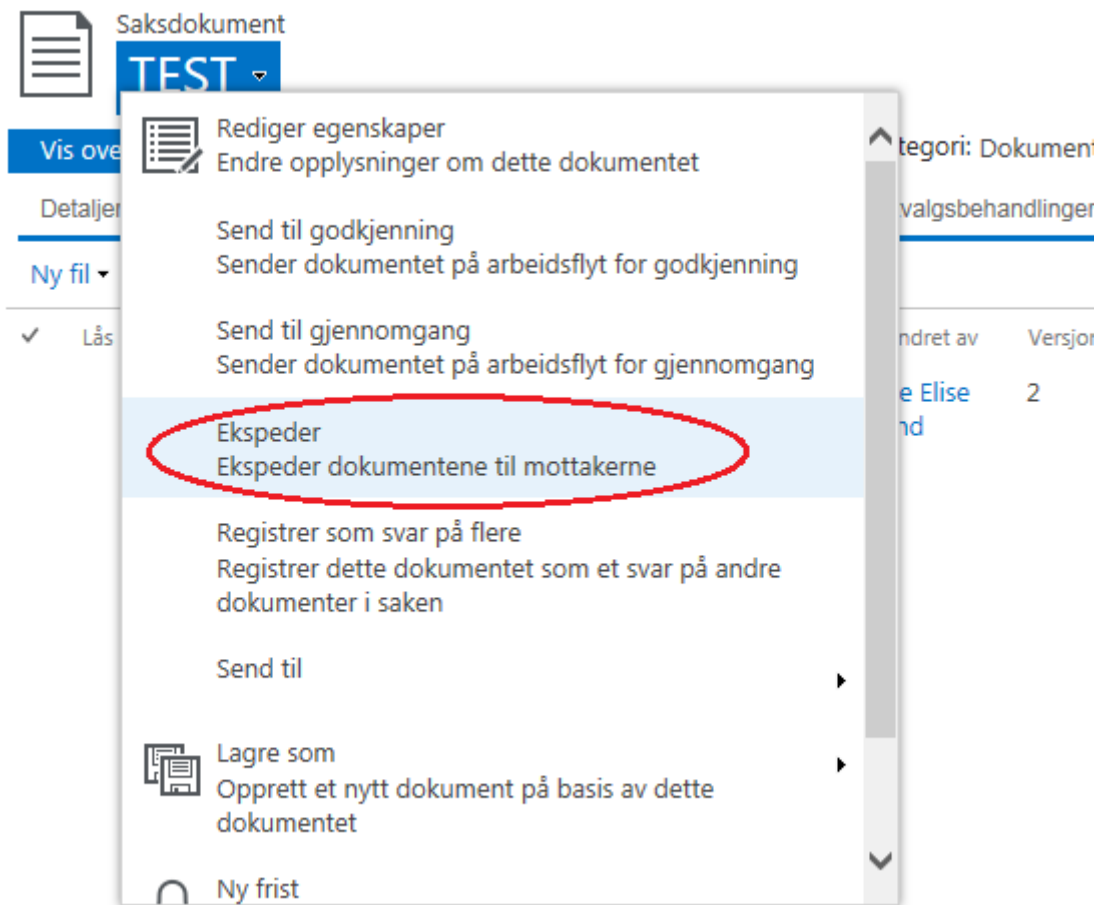 Saksdokument
TEST
Vis ove
tegori: Dokument
Detaljer
valgsbehandlinger
Ny fil
Lås
ndret av
Versjon
e Elise
nd
2
Rediger egenskaper
Endre opplysninger om dette dokumentet
Send til godkjenning
Sender dokumentet på arbeidsflyt for godkjenning
Send til gjennomgang
Sender dokumentet på arbeidsflyt for gjennomgang
Ekspeder
Ekspeder dokumentene til mottakerne
Registrer som svar på flere
Registrer dette dokumentet som et svar på andre
dokumenter i saken
Send til
Lagre som
Opprett et nytt dokument på basis av dette
dokumentet
Ny frist